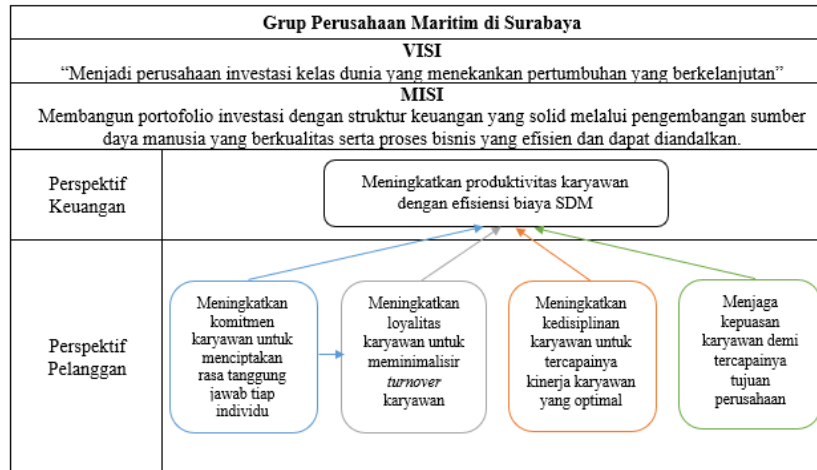 Grup Perusahaan Maritim di Surabaya
VISI
“Menjadi perusahaan investasi kelas dunia yang menekankan pertumbuhan yang berkelanjutan”
MISI
Membangun portofolio investasi dengan struktur keuangan yang solid melalui pengembangan sumber
daya manusia yang berkualitas serta proses bisnis yang efisien dan dapat diandalkan.
Perspektif
Keuangan
Meningkatkan produktivitas karyawan
dengan efisiensi biaya SDM
Perspektif
Pelanggan
Meningkatkan
komitmen
karyawan untuk
menciptakan
rasa tanggung
jawab tiap
individu
Meningkatkan
loyalitas
karyawan untuk
meminimalisir
turnover
karyawan
Meningkatkan
kedisiplinan
karyawan untuk
tercapainya
kinerja karyawan
yang optimal
Menjaga
kepuasan
karyawan demi
tercapainya
tujuan
perusahaan